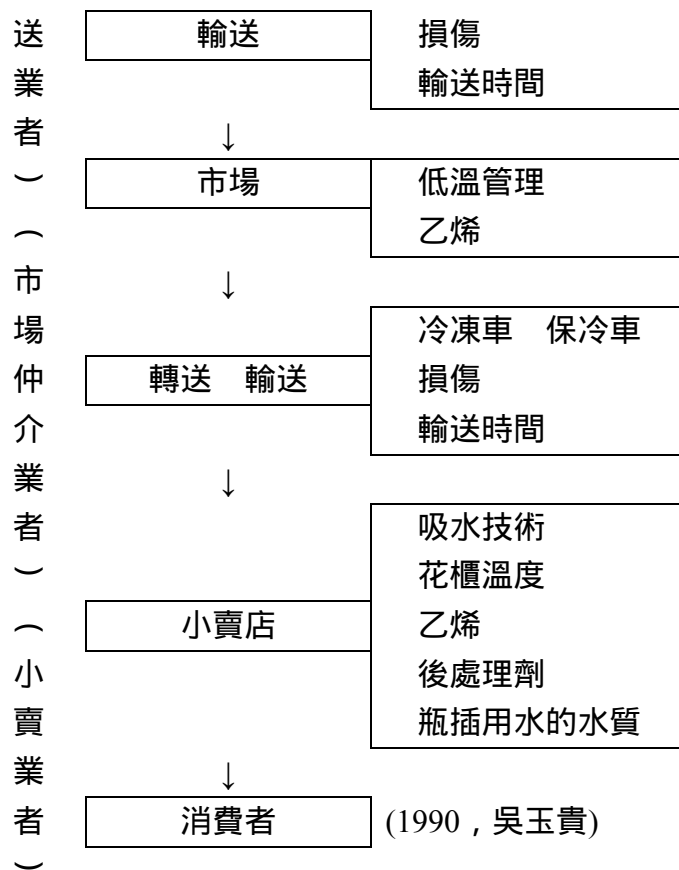 送業者）（市場仲介業者）（小賣業者）
輸送
損傷
輸送時間
↓
市場
低溫管理
乙烯
↓
轉送 輸送
冷凍車 保冷車
損傷
輸送時間
↓
小賣店
吸水技術
花櫃溫度
乙烯
後處理劑
瓶插用水的水質
↓
消費者
(1990，吳玉貴)